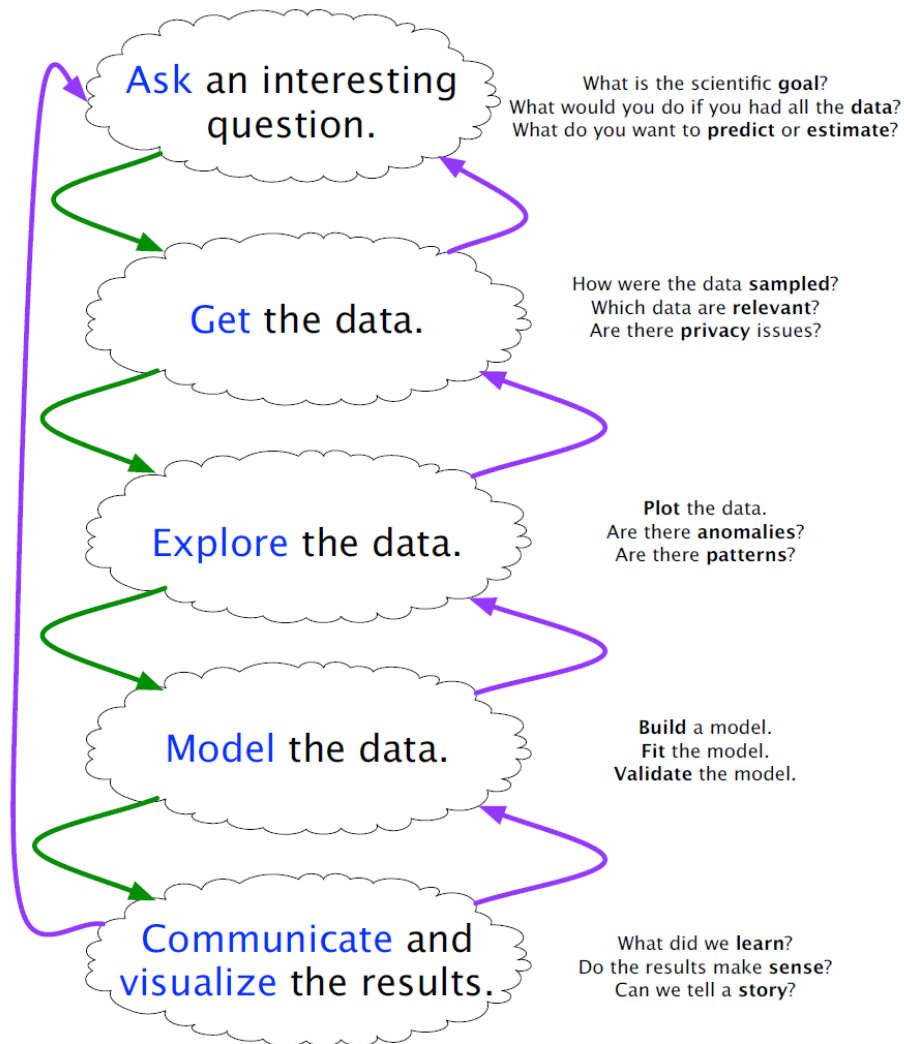 Ask an interesting
question.
What is the scientific goal?
What would you do if you had all the data?
What do you want to predict or estimate?
Get the data.
How were the data sampled?
Which data are relevant?
Are there privacy issues?
Explore the data.
Plot the data.
Are there anomalies?
Are there patterns?
Model the data.
Build a model.
Fit the model.
Validate the model.
Communicate and
visualize the results.
What did we learn?
Do the results make sense?
Can we tell a story?